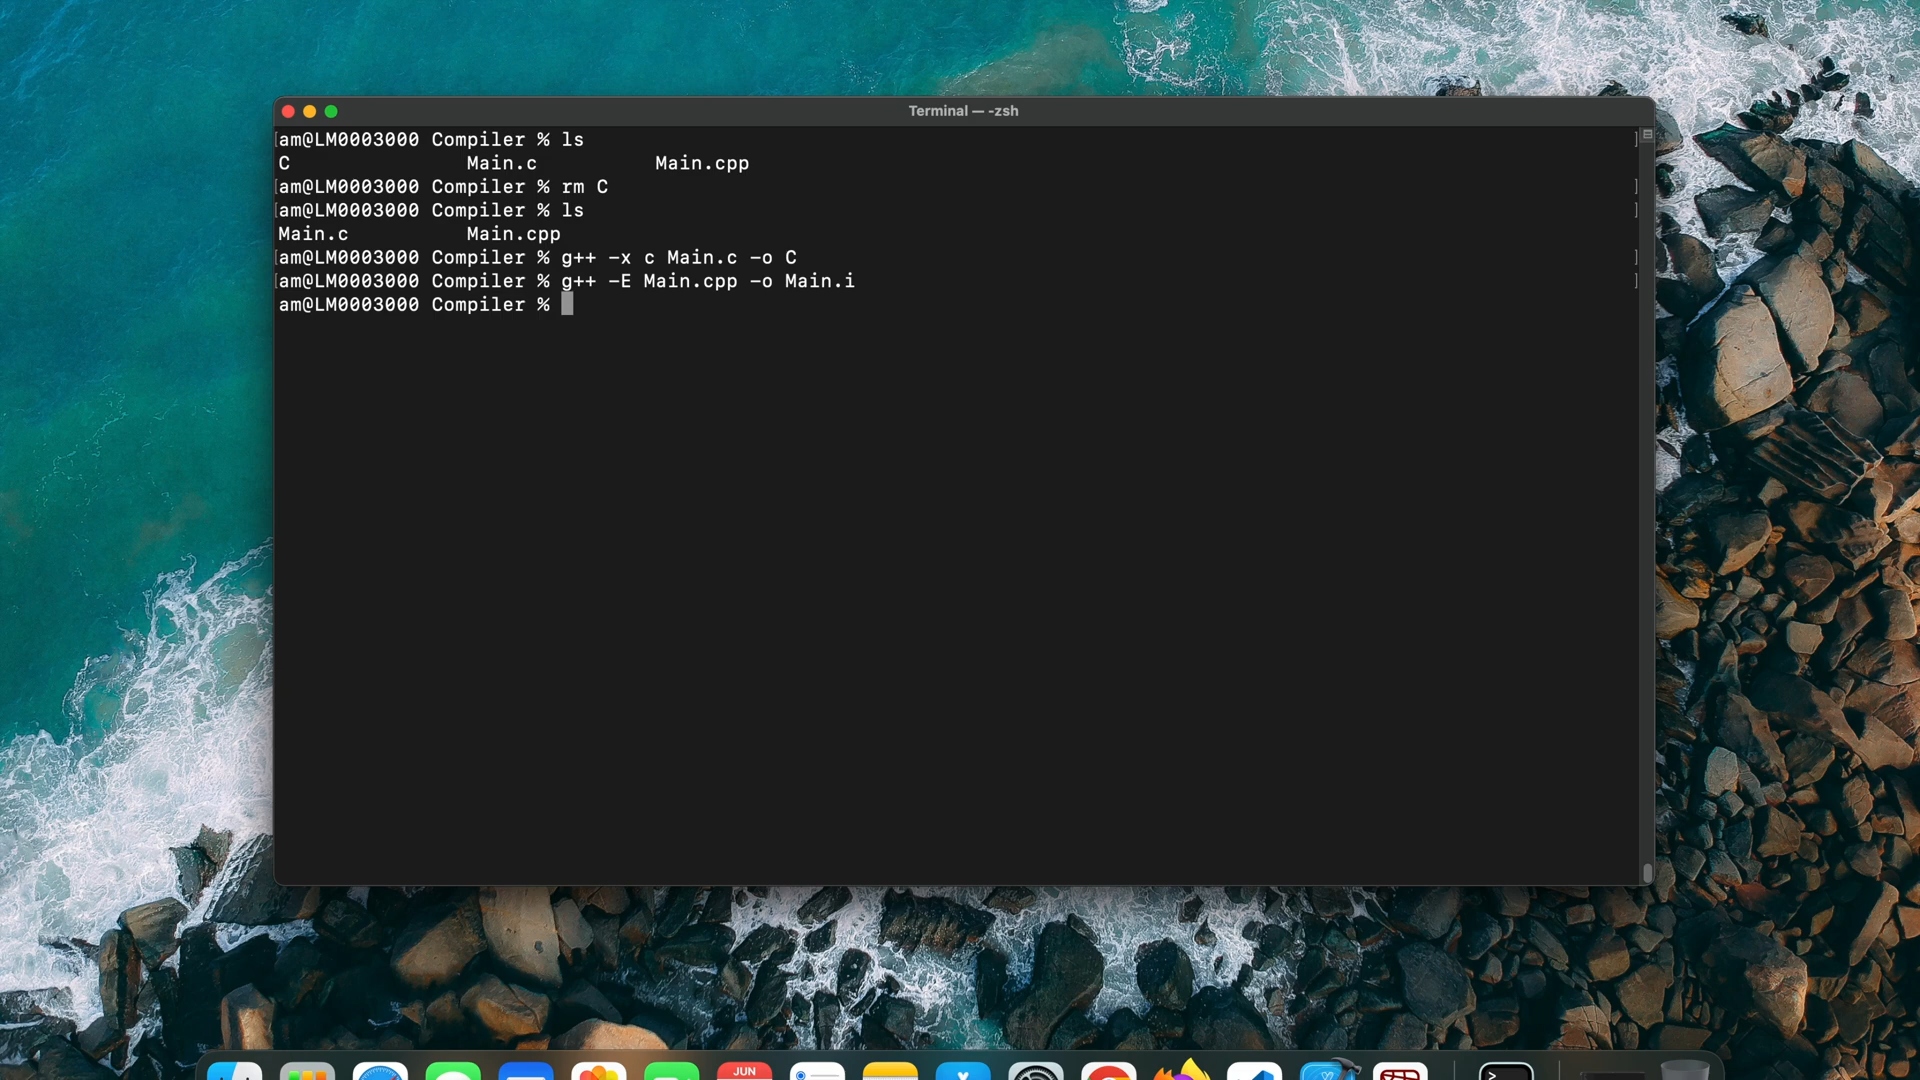 Terminal — -zsh
[am@LM0003000 Compiler % ls ]
C Main.c Main.cpp
[am@LM0003000 Compiler % rm C ]
[am@LM0003000 Compiler % ls ]
Main.c Main.cpp
[am@LM0003000 Compiler % g++ -x c Main.c -o C ]
[am@LM0003000 Compiler % g++ -E Main.cpp -o Main.i ]
am@LM0003000 Compiler %
JUN